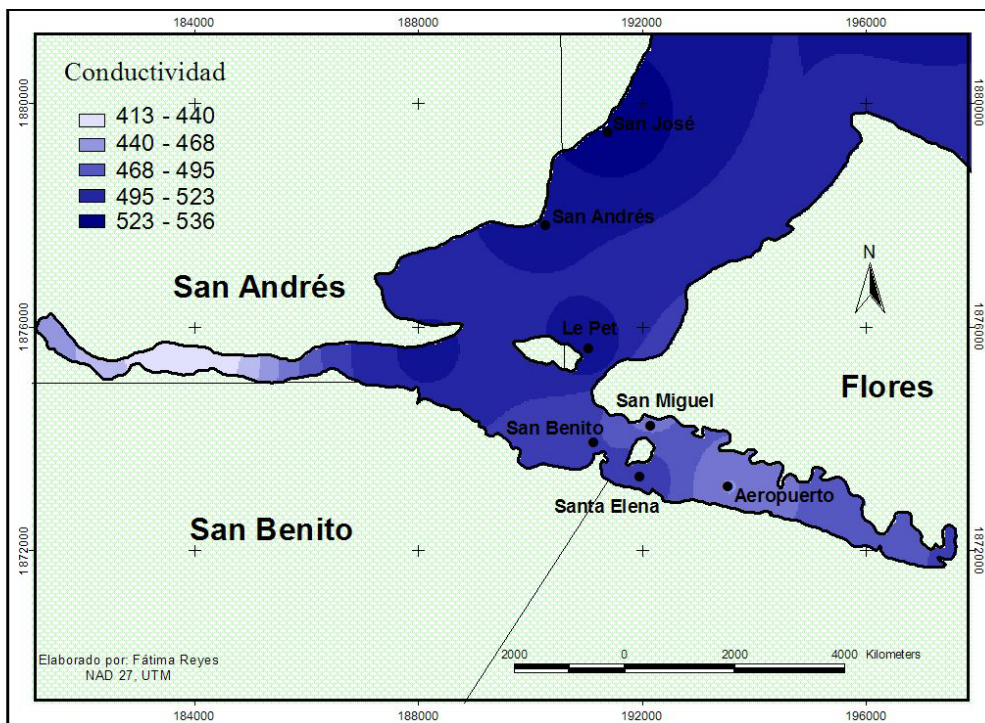 184000 188000 192000 196000
Conductividad
413 - 440
440 - 468
468 - 495
495 - 523
523 - 536
1880000
1880000
San José
San Andrés
N
San Andrés
1876000
1876000
Le Pet
Flores
San Miguel
San Benito
Aeropuerto
Santa Elena
San Benito
1872000
1872000
Elaborado por: Fátima Reyes
NAD 27, UTM
2000 0 2000 4000 Kilometers
184000 188000 192000 196000